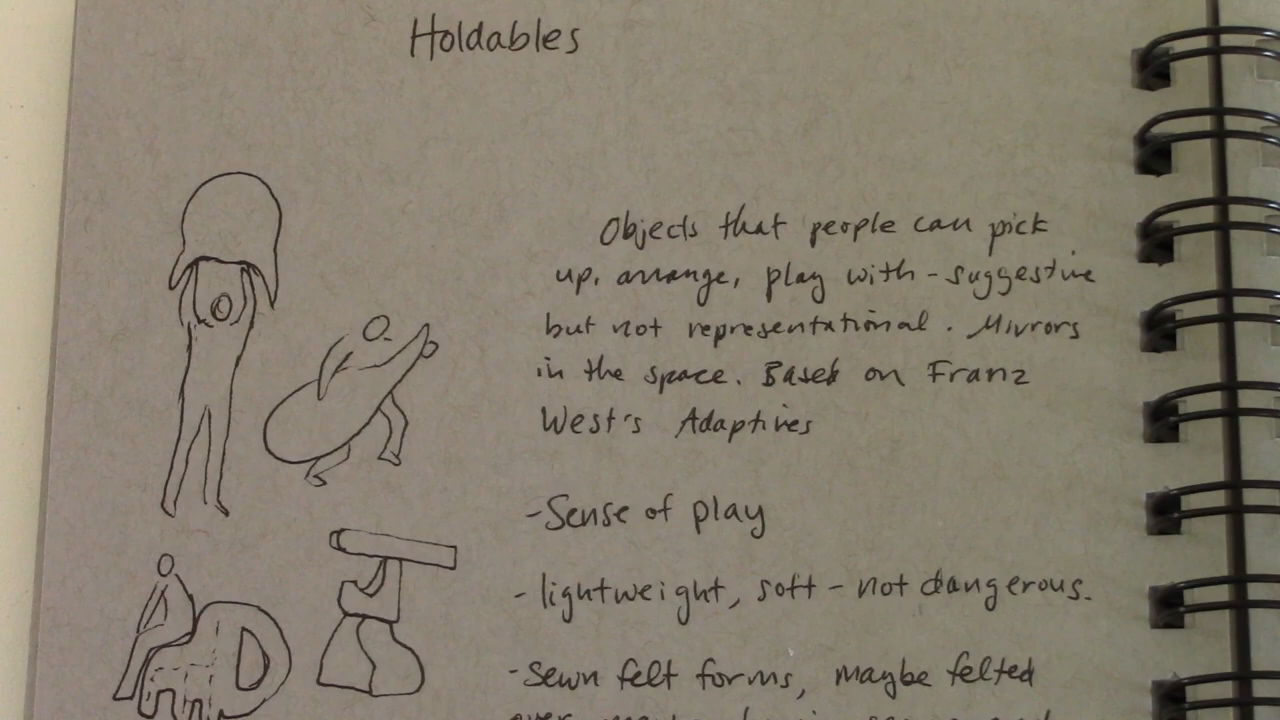 Holdables
Objects that people can pick
up, arrange, play with - suggestive
but not representational. Mirrors
in the space. Based on Franz
West's Adaptives
- Sense of play
- lightweight, soft - not dangerous.
- Sewn felt forms, maybe felted
over